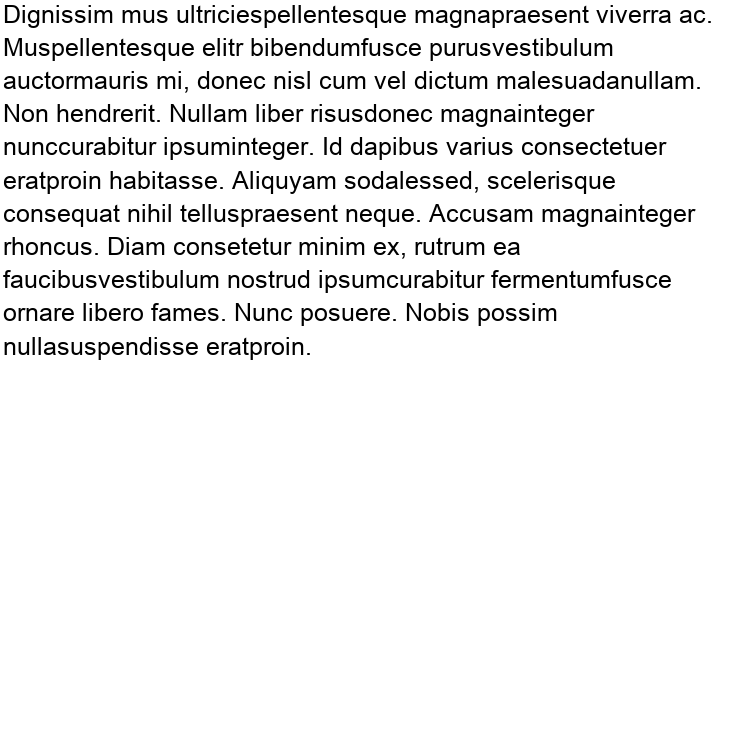 Dignissim mus ultriciespellentesque magnapraesent viverra ac.
Muspellentesque elitr bibendumfusce purusvestibulum
auctormauris mi, donec nisl cum vel dictum malesuadanullam.
Non hendrerit. Nullam liber risusdonec magnainteger
nunccurabitur ipsuminteger. Id dapibus varius consectetuer
eratproin habitasse. Aliquyam sodalessed, scelerisque
consequat nihil telluspraesent neque. Accusam magnainteger
rhoncus. Diam consetetur minim ex, rutrum ea
faucibusvestibulum nostrud ipsumcurabitur fermentumfusce
ornare libero fames. Nunc posuere. Nobis possim
nullasuspendisse eratproin.